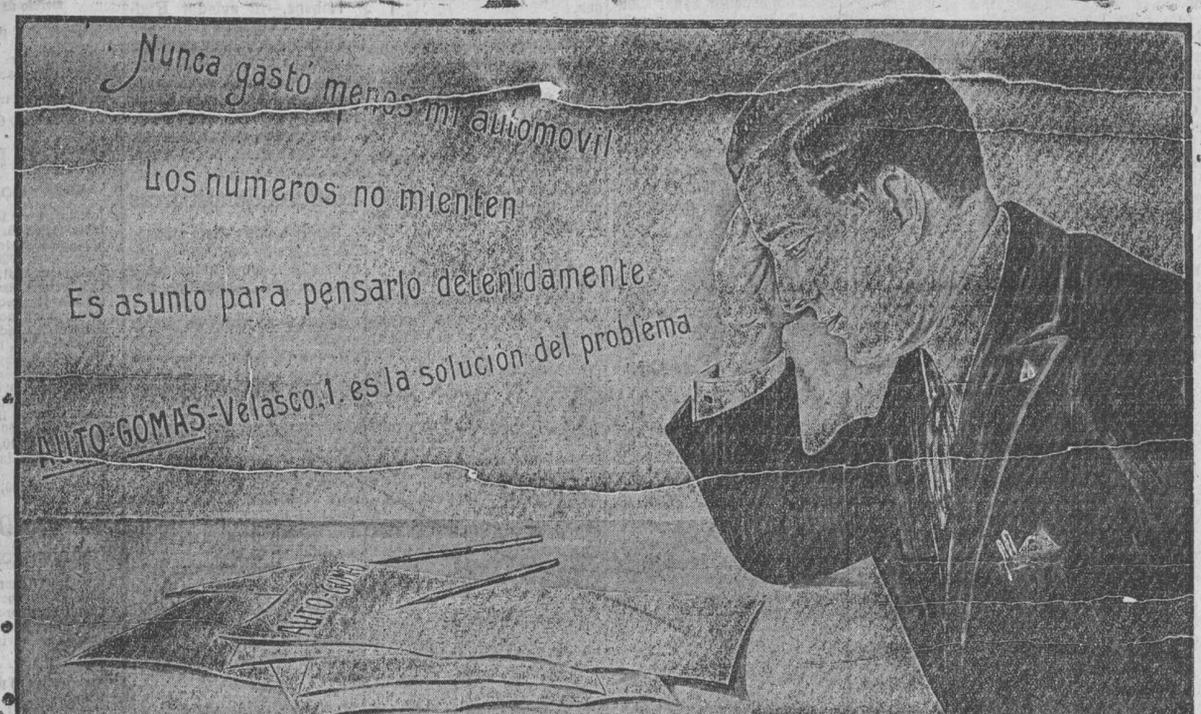 Nunca gastó menos mi automovil
Los numeros no mienten
Es asunto para pensarlo detenidamente
AUTO-GOMAS-Velasco, 1. es la solución del problema
AUTO-GOMAS